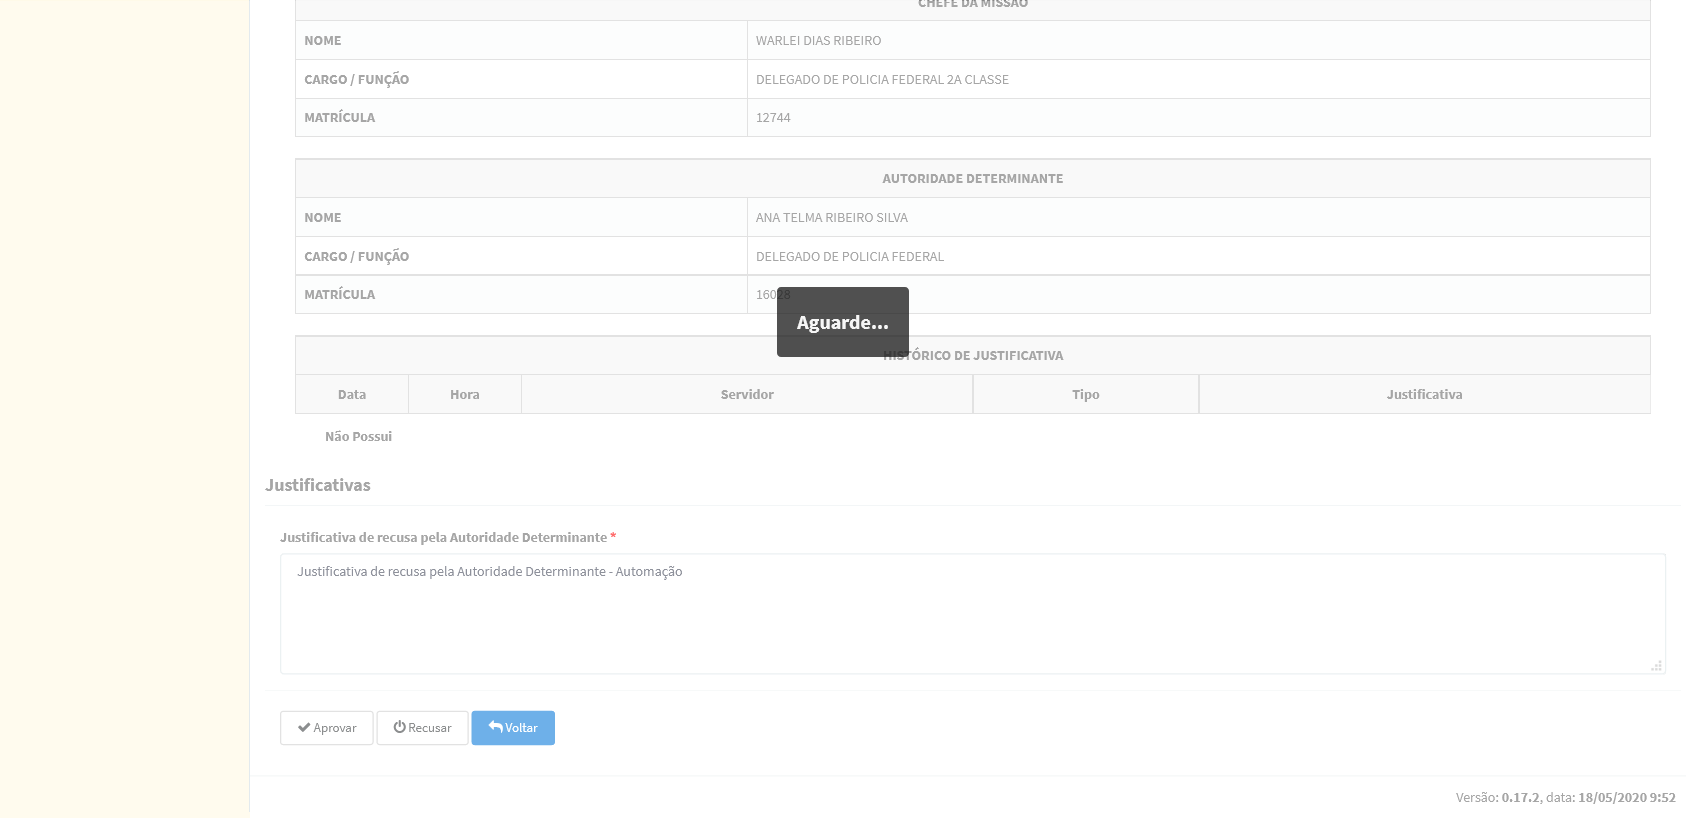 CHEFE DA MISSÃO
NOME WARLEI DIAS RIBEIRO
CARGO / FUNÇÃO DELEGADO DE POLICIA FEDERAL 2A CLASSE
MATRÍCULA 12744
AUTORIDADE DETERMINANTE
NOME ANA TELMA RIBEIRO SILVA
CARGO / FUNÇÃO DELEGADO DE POLICIA FEDERAL
MATRÍCULA 16028
Aguarde...
HISTÓRICO DE JUSTIFICATIVA
Data Hora Servidor Tipo Justificativa
Não Possui
Justificativas
Justificativa de recusa pela Autoridade Determinante *
Justificativa de recusa pela Autoridade Determinante - Automação
Aprovar Recusar Voltar
Versão: 0.17.2, data: 18/05/2020 9:52